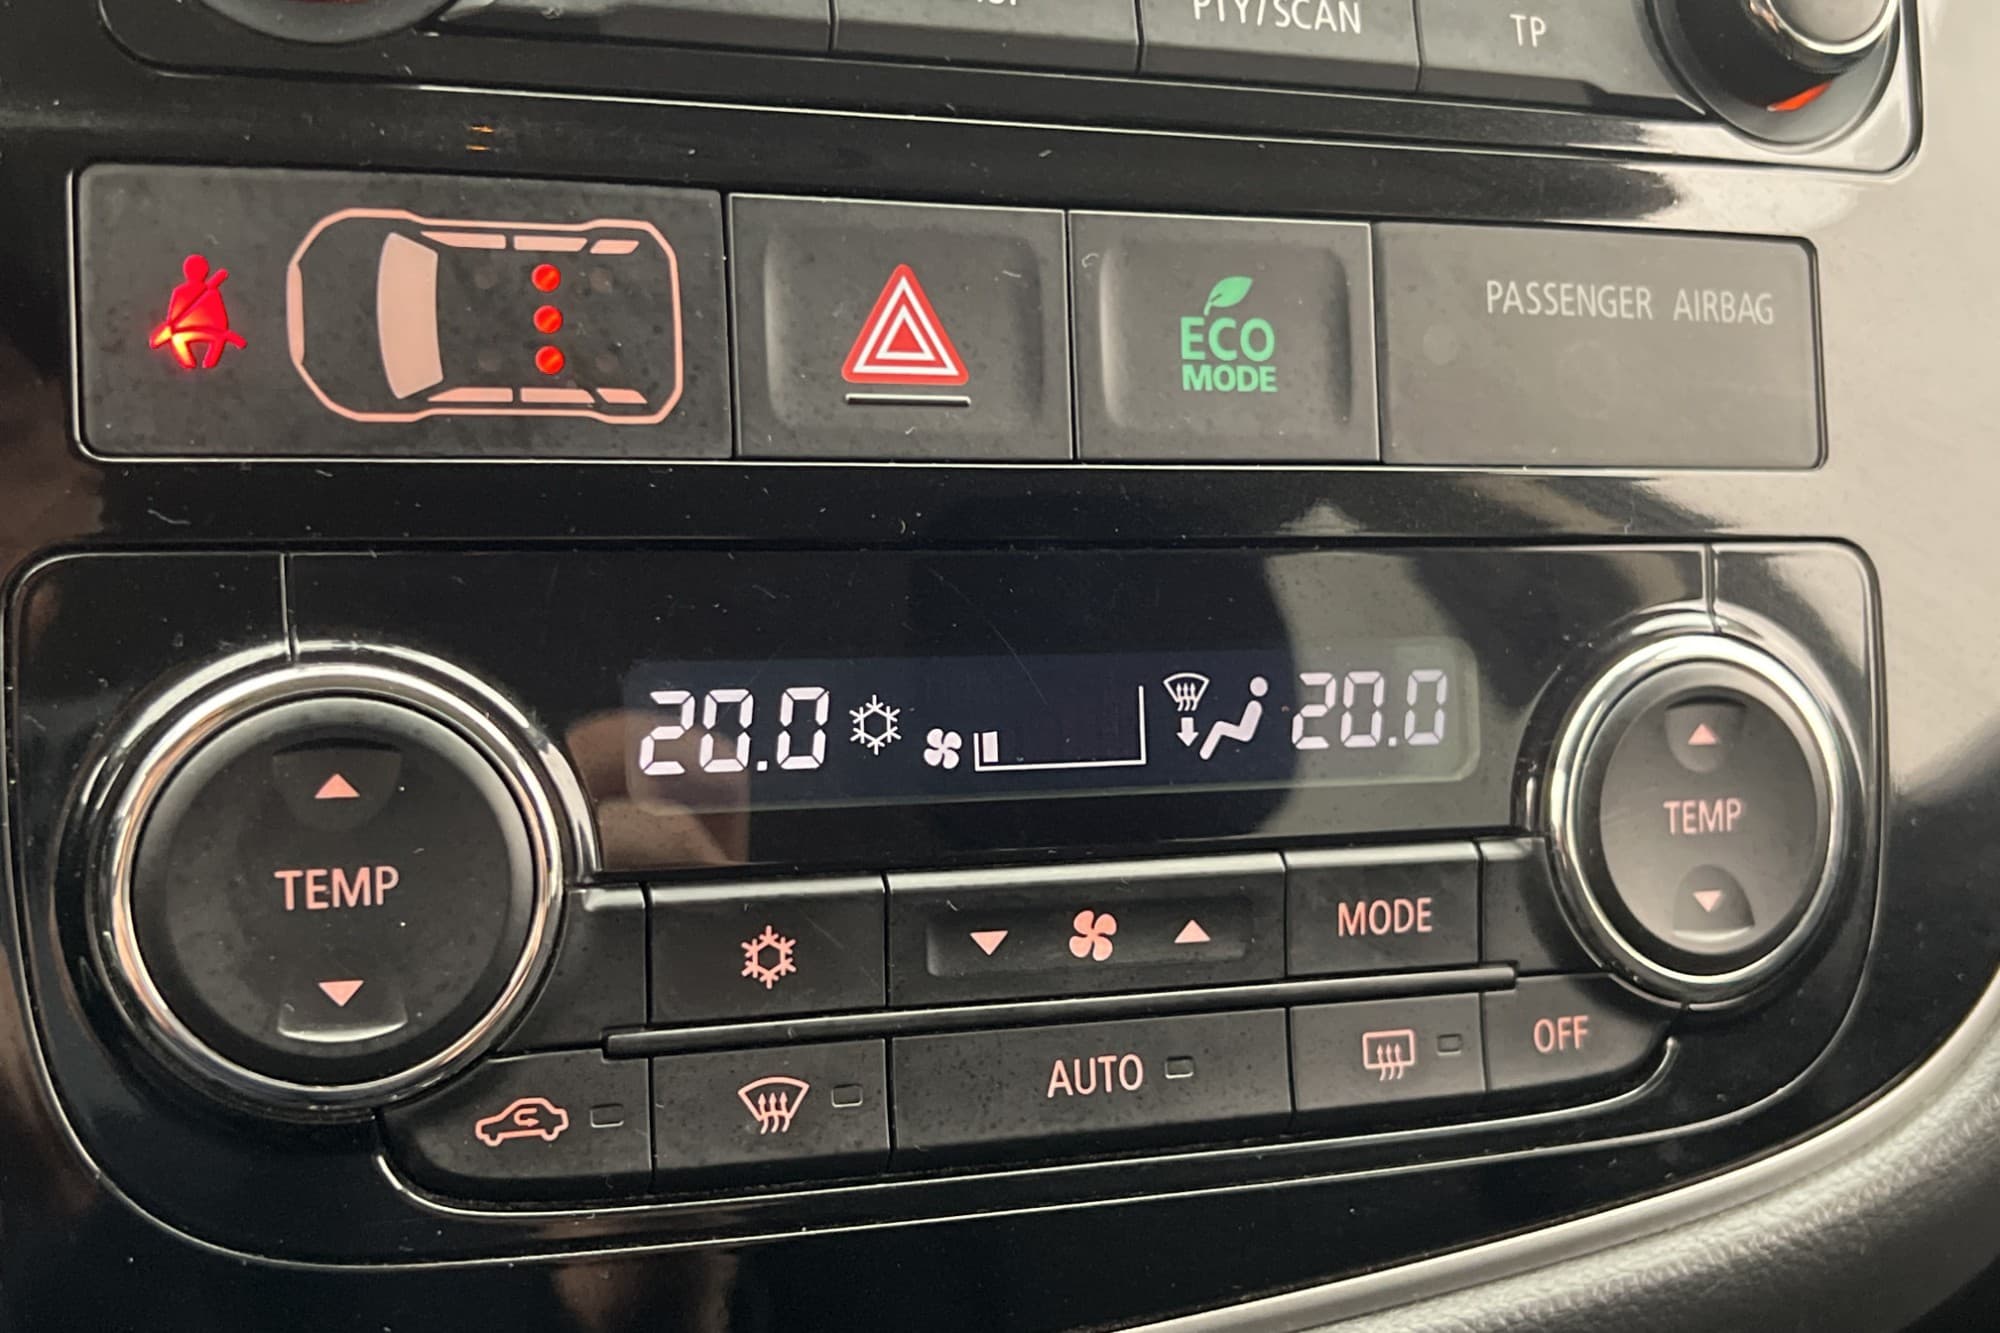 PTY/SCAN
TP
ECO
MODE
PASSENGER AIRBAG
20.0
20.0
TEMP
TEMP
MODE
AUTO
OFF